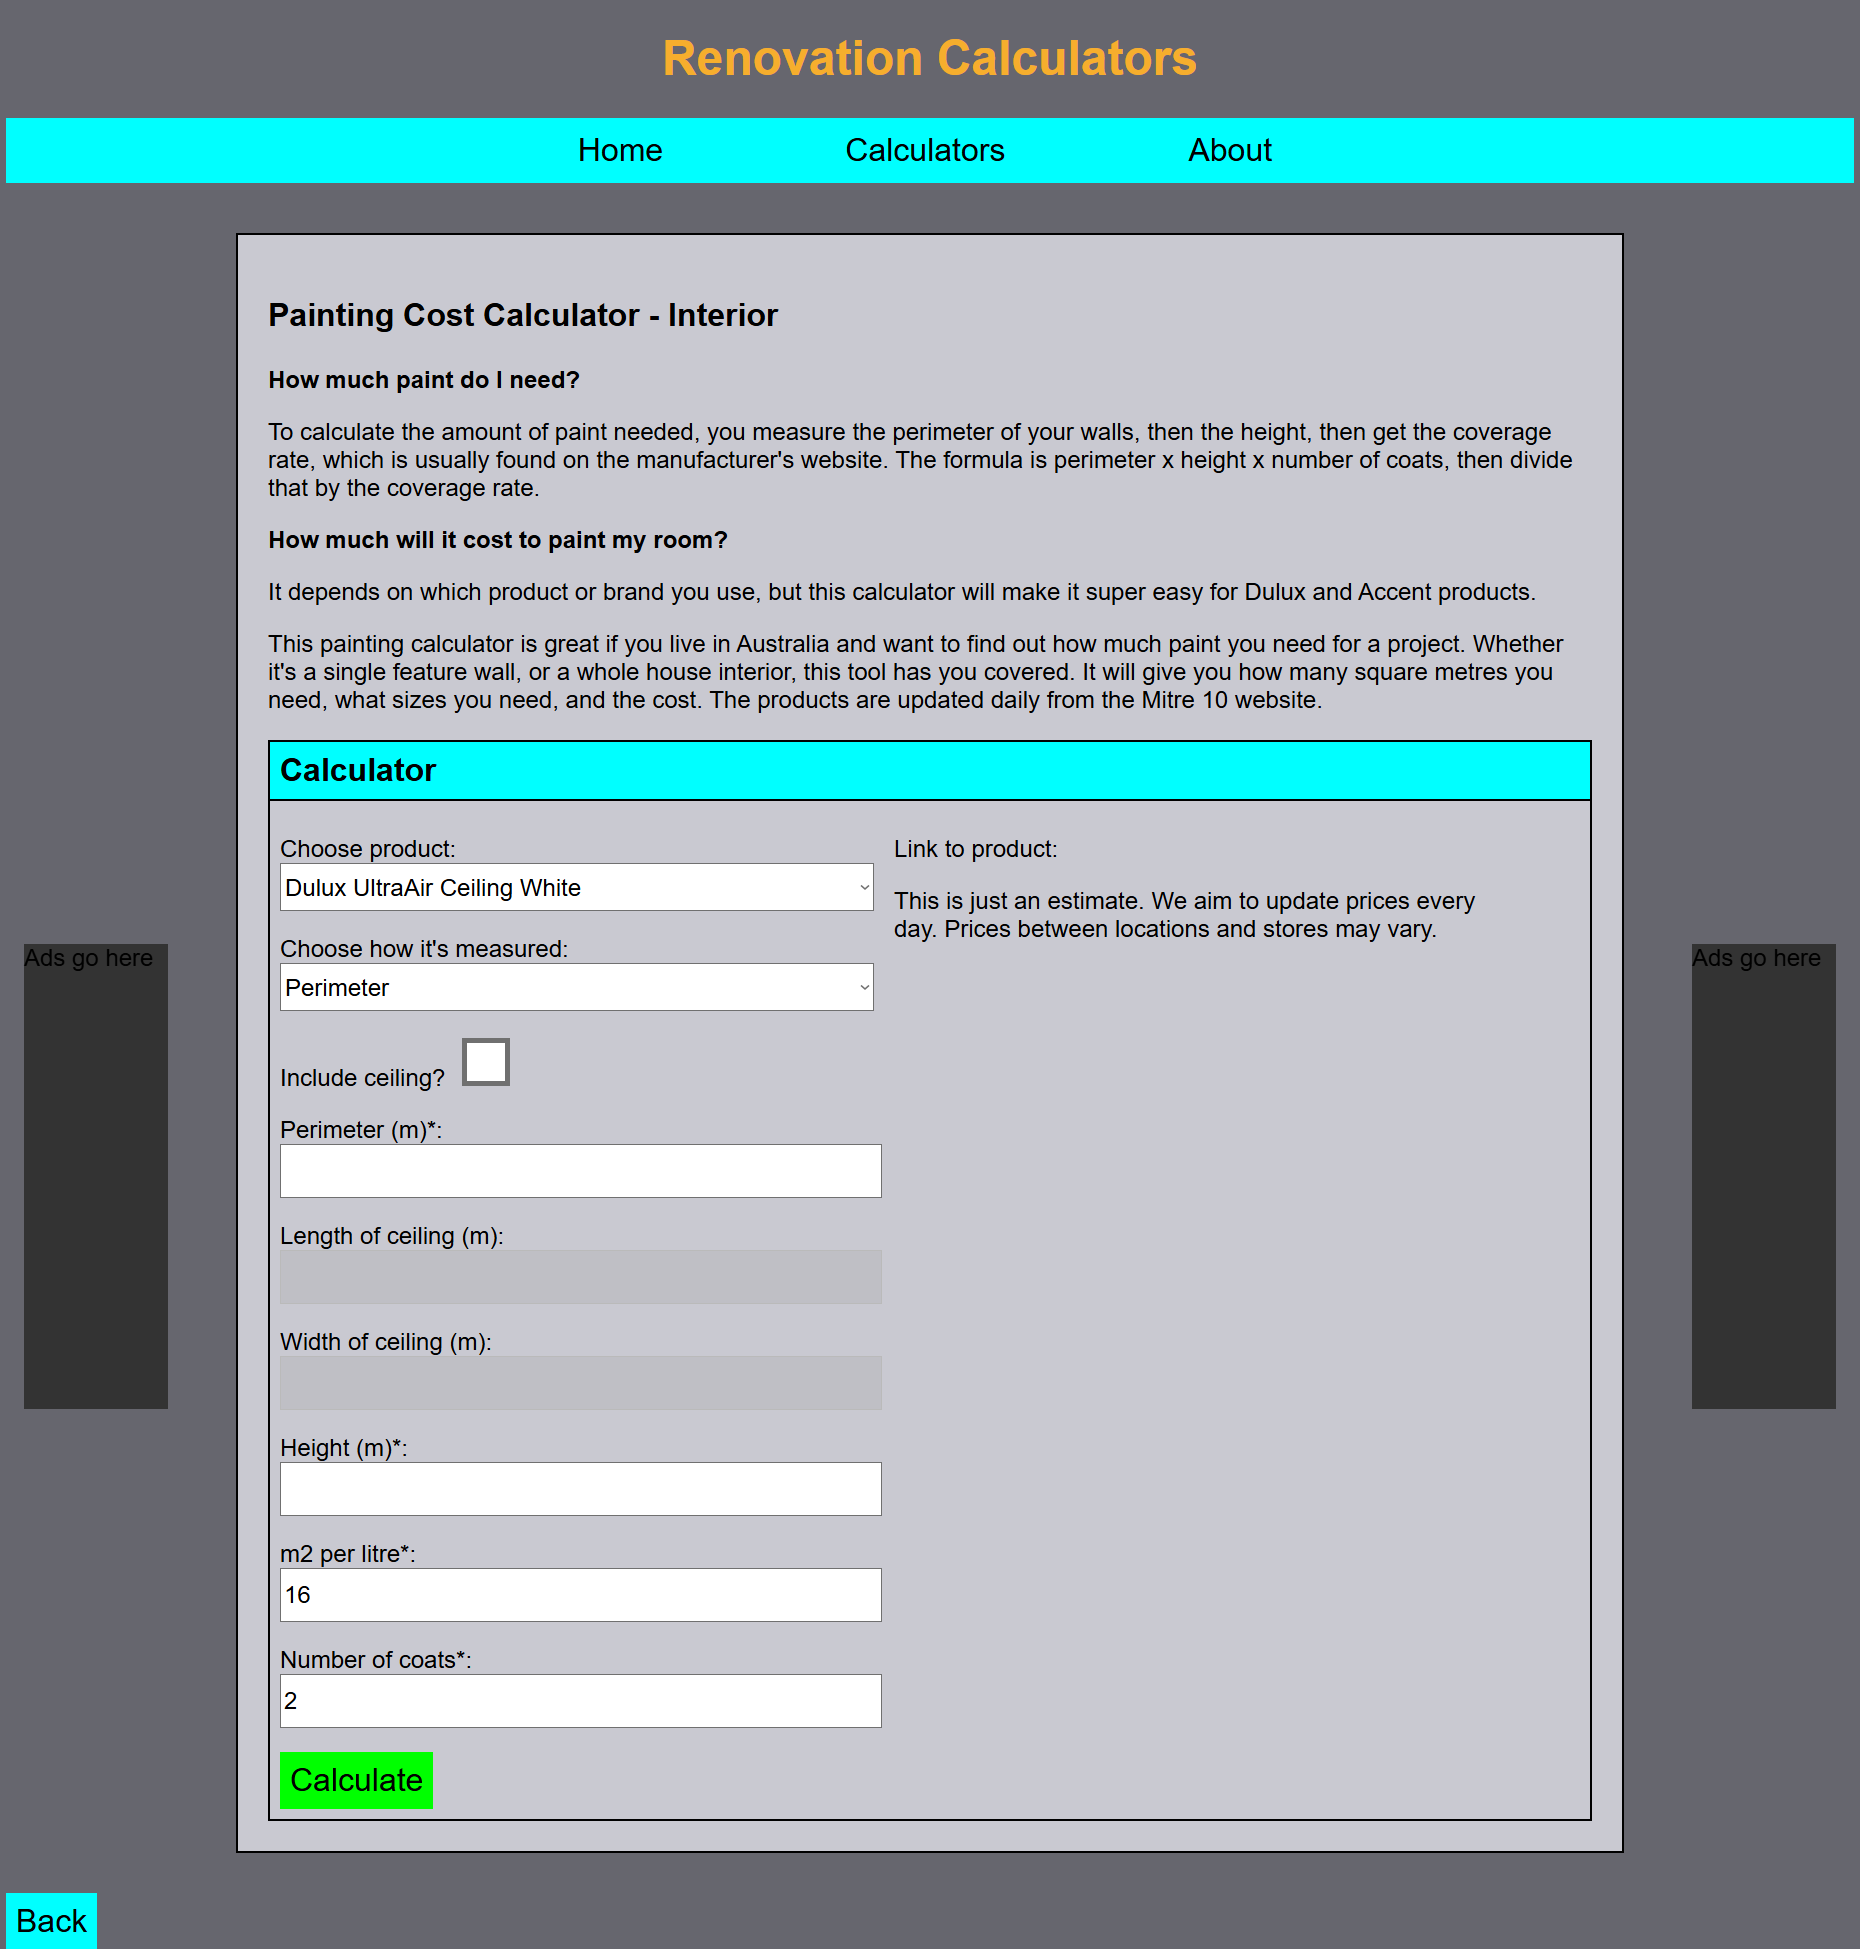 Renovation Calculators
Home Calculators About
Painting Cost Calculator - Interior
How much paint do I need?
To calculate the amount of paint needed, you measure the perimeter of your walls, then the height, then get the coverage
rate, which is usually found on the manufacturer's website. The formula is perimeter x height x number of coats, then divide
that by the coverage rate.
How much will it cost to paint my room?
It depends on which product or brand you use, but this calculator will make it super easy for Dulux and Accent products.
This painting calculator is great if you live in Australia and want to find out how much paint you need for a project. Whether
it's a single feature wall, or a whole house interior, this tool has you covered. It will give you how many square metres you
need, what sizes you need, and the cost. The products are updated daily from the Mitre 10 website.
Calculator
Choose product:
Dulux UltraAir Ceiling White
Choose how it's measured:
Perimeter
Include ceiling?
Perimeter (m)*:
Length of ceiling (m):
Width of ceiling (m):
Height (m)*:
m2 per litre*:
16
Number of coats*:
2
Calculate
Link to product:
This is just an estimate. We aim to update prices every
day. Prices between locations and stores may vary.
Ads go here
Ads go here
Back